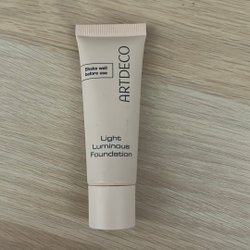 Shake well
before use
ARTDECO
Light
Luminous
Foundation